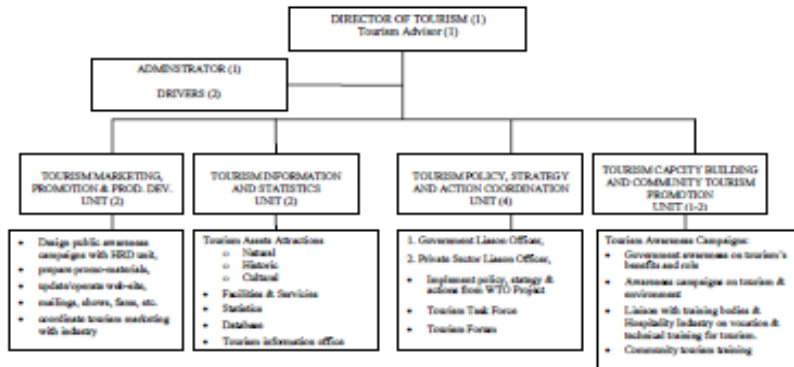 DIRECTOR OF TOURISM (1)
Tourism Advisor (1)
ADMINSTRATOR (1)
DRIVERS (2)
TOURISM MARKETING,
PROMOTION & PROD. DEV.
UNIT (2)
• Design public awareness
campaigns with HRD unit,
• prepare promo-materials,
• update/operate web-site,
• mailings, shows, fares, etc.
• coordinate tourism marketing
with industry
TOURISM INFORMATION
AND STATISTICS
UNIT (2)
Tourism Assets Attractions
o Natural
o Historic
o Cultural
• Facilities & Servicies
• Statistics
• Database
• Tourism information office
TOURISM POLICY, STRATEGY
AND ACTION COORDINATION
UNIT (4)
1. Government Liason Officer,
2. Private Sector Liason Officer,
• Implement policy, stategy &
actions from WTO Project
• Tourism Task Force
• Tourism Forum
TOURISM CAPCITY BUILDING
AND COMMUNITY TOURISM
PROMOTION
UNIT (1-2)
Tourism Awareness Campaigns:
• Government awareness on tourism's
benefits and role
• Awareness campaigns on tourism &
environment
• Liaison with training bodies &
Hospitality Industry on vocation &
technical training for tourism.
• Community tourism training